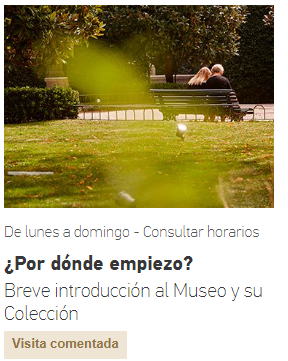 De lunes a domingo - Consultar horarios
¿Por dónde empiezo?
Breve introducción al Museo y su
Colección
Visita comentada